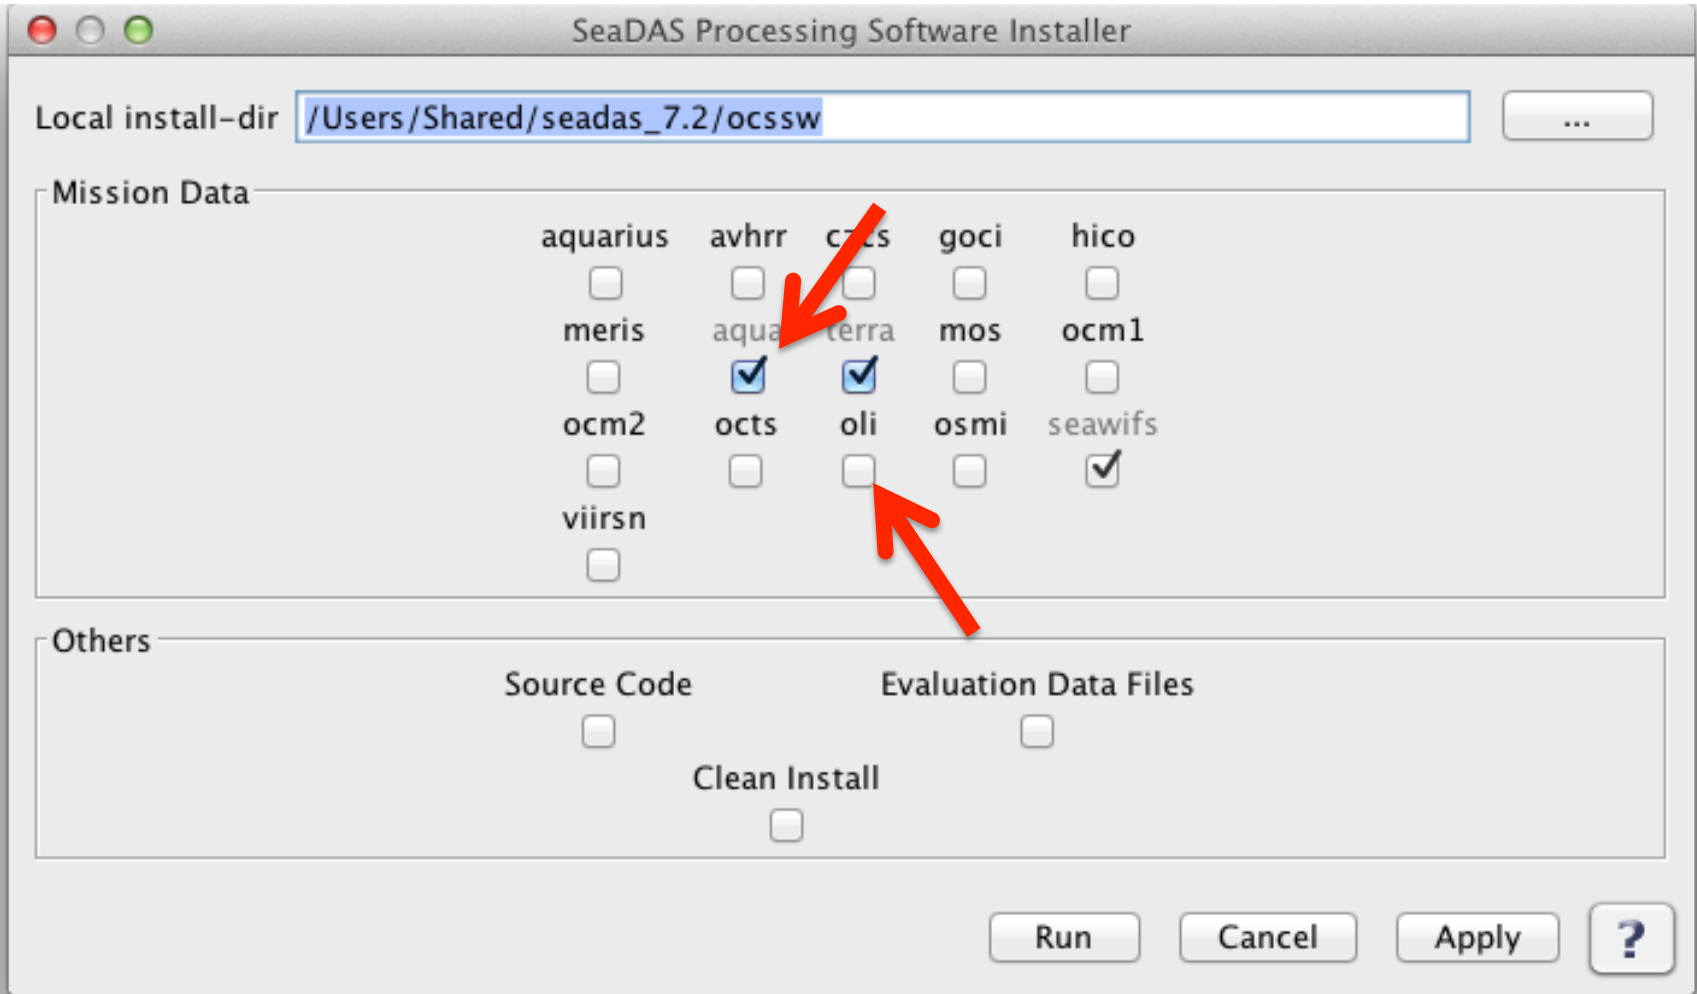 SeaDAS Processing Software Installer
Local install-dir /Users/Shared/seadas_7.2/ocssw ...
Mission Data
aquarius avhrr czcs goci hico
meris aqua terra mos ocm1
ocm2 octs oli osmi seawifs
viirsn
Others
Source Code Evaluation Data Files
Clean Install
Run Cancel Apply ?